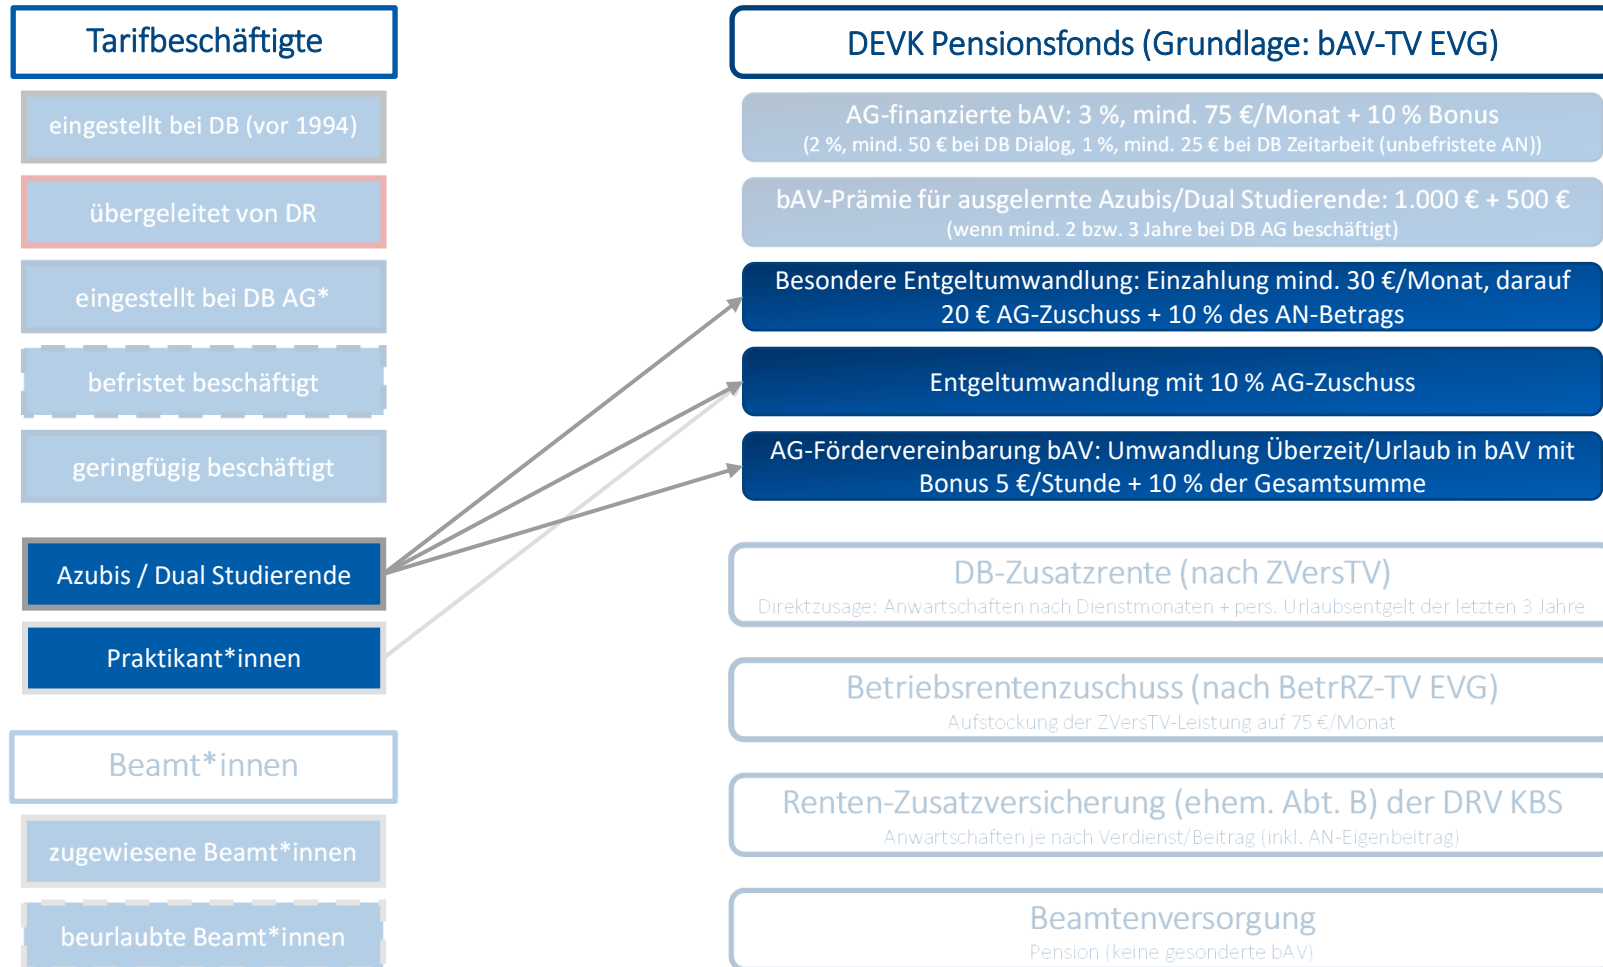 Tarifbeschäftigte
eingestellt bei DB (vor 1994)
übergeleitet von DR
eingestellt bei DB AG*
befristet beschäftigt
geringfügig beschäftigt
Azubis / Dual Studierende
Praktikant*innen
Beamt*innen
zugewiesene Beamt*innen
beurlaubte Beamt*innen
DEVK Pensionsfonds (Grundlage: bAV-TV EVG)
AG-finanzierte bAV: 3 %, mind. 75 €/Monat + 10 % Bonus
(2 %, mind. 50 € bei DB Dialog, 1 %, mind. 25 € bei DB Zeitarbeit (unbefristete AN))
bAV-Prämie für ausgelernte Azubis/Dual Studierende: 1.000 € + 500 €
(wenn mind. 2 bzw. 3 Jahre bei DB AG beschäftigt)
Besondere Entgeltumwandlung: Einzahlung mind. 30 €/Monat, darauf
20 € AG-Zuschuss + 10 % des AN-Betrags
Entgeltumwandlung mit 10 % AG-Zuschuss
AG-Fördervereinbarung bAV: Umwandlung Überzeit/Urlaub in bAV mit
Bonus 5 €/Stunde + 10 % der Gesamtsumme
DB-Zusatzrente (nach ZVersTV)
Direktzusage: Anwartschaften nach Dienstmonaten + pers. Urlaubsentgelt der letzten 3 Jahre
Betriebsrentenzuschuss (nach BetrRZ-TV EVG)
Aufstockung der ZVersTV-Leistung auf 75 €/Monat
Renten-Zusatzversicherung (ehem. Abt. B) der DRV KBS
Anwartschaften je nach Verdienst/Beitrag (inkl. AN-Eigenbeitrag)
Beamtenversorgung
Pension (keine gesonderte bAV)